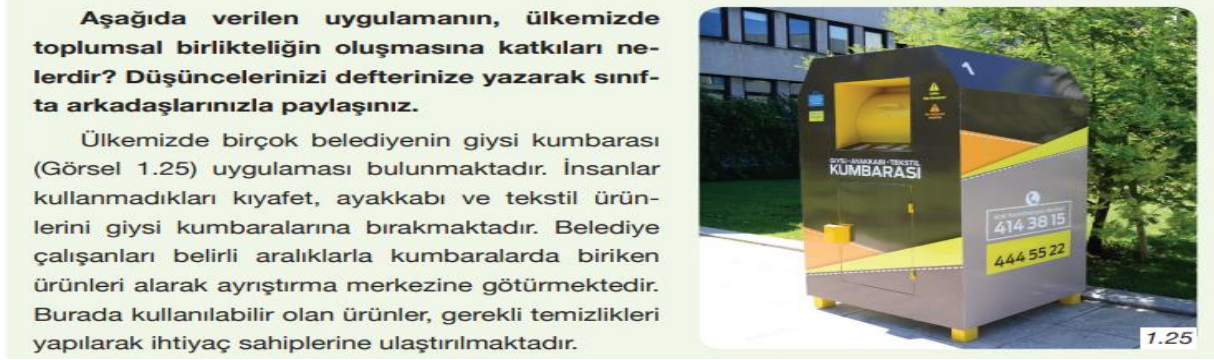 Aşağıda verilen uygulamanın, ülkemizde
toplumsal birlikteliğin oluşmasına katkıları ne-
lerdir? Düşüncelerinizi defterinize yazarak sınıf-
ta arkadaşlarınızla paylaşınız.
Ülkemizde birçok belediyenin giysi kumbarası
(Görsel 1.25) uygulaması bulunmaktadır. İnsanlar
kullanmadıkları kıyafet, ayakkabı ve tekstil ürün-
lerini giysi kumbaralarına bırakmaktadır. Belediye
çalışanları belirli aralıklarla kumbaralarda biriken
ürünleri alarak ayrıştırma merkezine götürmektedir.
Burada kullanılabilir olan ürünler, gerekli temizlikleri
yapılarak ihtiyaç sahiplerine ulaştırılmaktadır.
1
GİYSİ - AYAKKABI - TEKSTİL
KUMBARASI
414 38 15
444 55 22
1.25